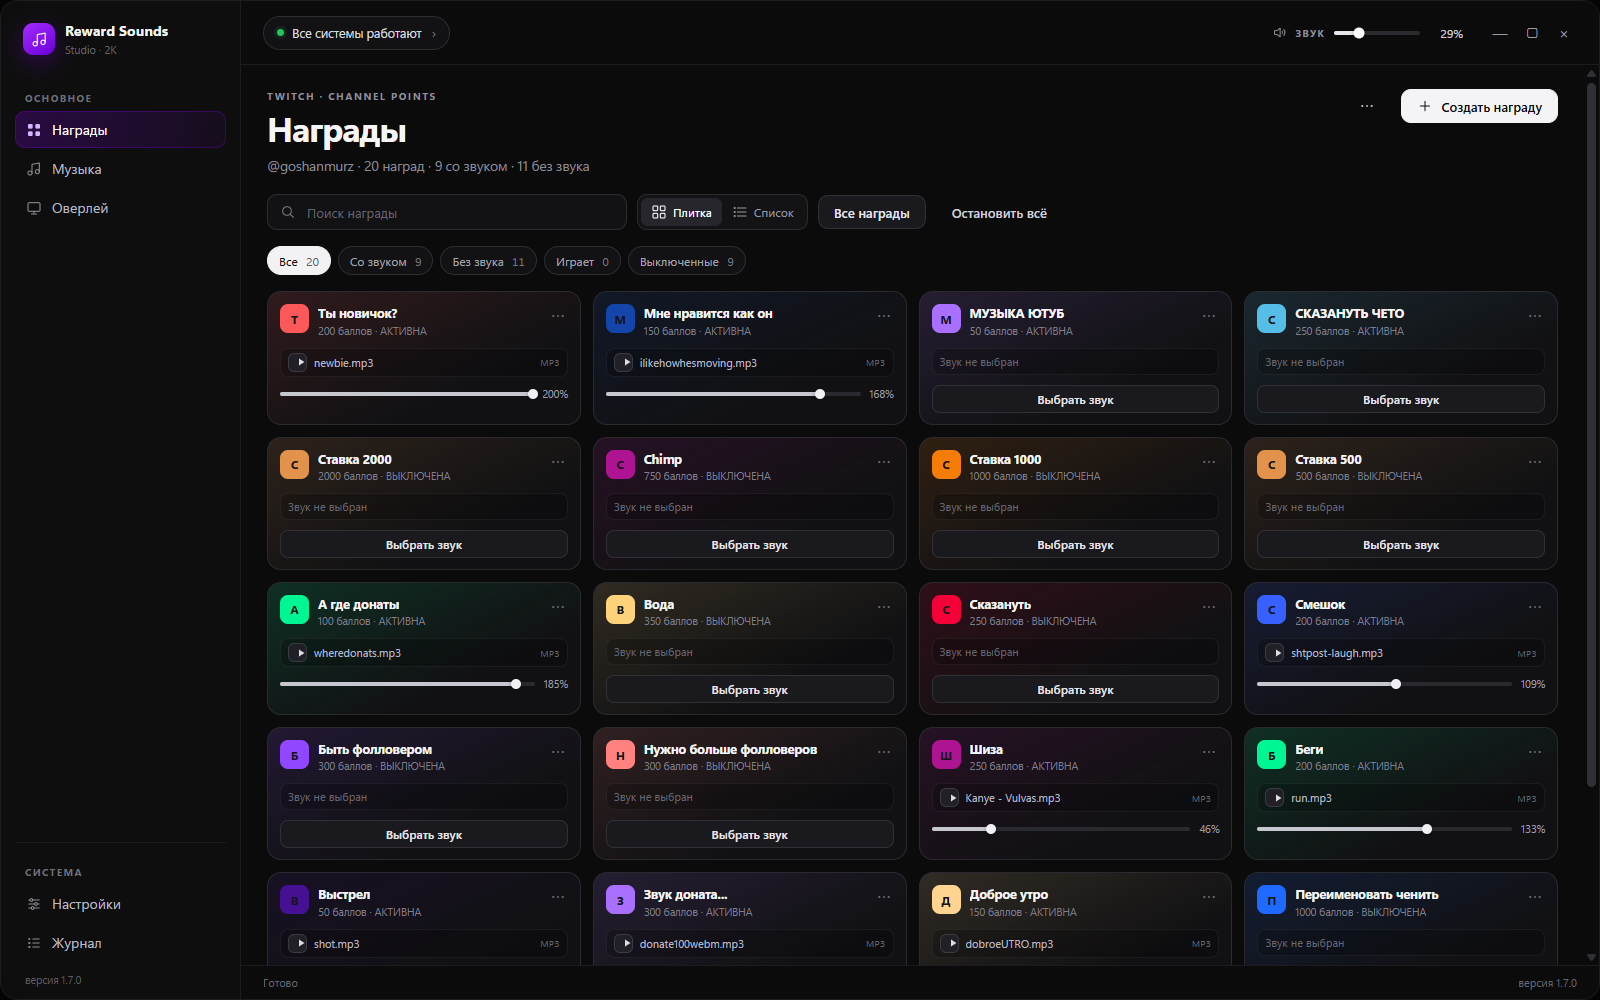 Reward Sounds
Studio · 2K
ОСНОВНОЕ
Награды
Музыка
Оверлей
СИСТЕМА
Настройки
Журнал
версия 1.7.0
Все системы работают ›
ЗВУК
29%
TWITCH · CHANNEL POINTS
Награды
@goshanmurz · 20 наград · 9 со звуком · 11 без звука
Создать награду
Поиск награды
Плитка
Список
Все награды
Остановить всё
Все 20
Со звуком 9
Без звука 11
Играет 0
Выключенные 9
Т
Ты новичок?
200 баллов · АКТИВНА
newbie.mp3
MP3
200%
М
Мне нравится как он
150 баллов · АКТИВНА
ilikehowhesmoving.mp3
MP3
168%
М
МУЗЫКА ЮТУБ
50 баллов · АКТИВНА
Звук не выбран
Выбрать звук
С
СКАЗАНУТЬ ЧЕТО
250 баллов · АКТИВНА
Звук не выбран
Выбрать звук
С
Ставка 2000
2000 баллов · ВЫКЛЮЧЕНА
Звук не выбран
Выбрать звук
C
Chimp
750 баллов · ВЫКЛЮЧЕНА
Звук не выбран
Выбрать звук
С
Ставка 1000
1000 баллов · ВЫКЛЮЧЕНА
Звук не выбран
Выбрать звук
С
Ставка 500
500 баллов · ВЫКЛЮЧЕНА
Звук не выбран
Выбрать звук
А
А где донаты
100 баллов · АКТИВНА
wheredonats.mp3
MP3
185%
В
Вода
350 баллов · ВЫКЛЮЧЕНА
Звук не выбран
Выбрать звук
С
Сказануть
250 баллов · ВЫКЛЮЧЕНА
Звук не выбран
Выбрать звук
С
Смешок
200 баллов · АКТИВНА
shtpost-laugh.mp3
MP3
109%
Б
Быть фолловером
300 баллов · ВЫКЛЮЧЕНА
Звук не выбран
Выбрать звук
Н
Нужно больше фолловеров
300 баллов · ВЫКЛЮЧЕНА
Звук не выбран
Выбрать звук
Ш
Шиза
250 баллов · АКТИВНА
Kanye - Vulvas.mp3
MP3
46%
Б
Беги
200 баллов · АКТИВНА
run.mp3
MP3
133%
В
Выстрел
50 баллов · АКТИВНА
shot.mp3
MP3
З
Звук доната...
300 баллов · АКТИВНА
donate100webm.mp3
MP3
Д
Доброе утро
150 баллов · АКТИВНА
dobroeUTRO.mp3
MP3
П
Переименовать ченить
1000 баллов · ВЫКЛЮЧЕНА
Звук не выбран
Готово
версия 1.7.0